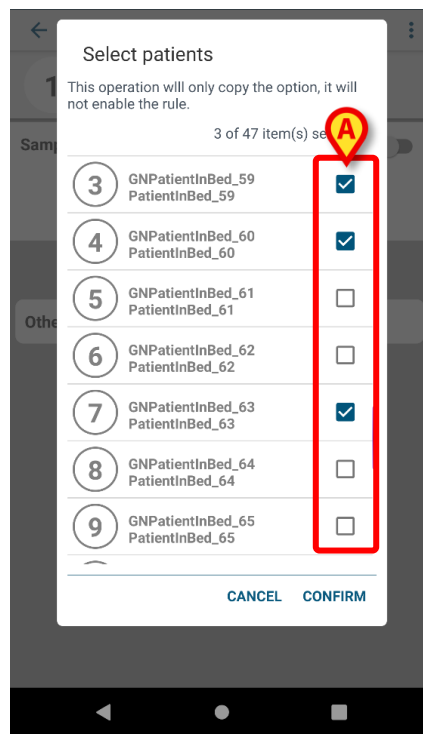 Select patients
1
This operation wIll only copy the option, it will
not enable the rule.
3 of 47 item(s) se
A
Samp
3
GNPatientInBed_59
PatientInBed_59
4
GNPatientInBed_60
PatientInBed_60
5
GNPatientInBed_61
PatientInBed_61
Othe
6
GNPatientInBed_62
PatientInBed_62
7
GNPatientInBed_63
PatientInBed_63
8
GNPatientInBed_64
PatientInBed_64
9
GNPatientInBed_65
PatientInBed_65
CANCEL CONFIRM